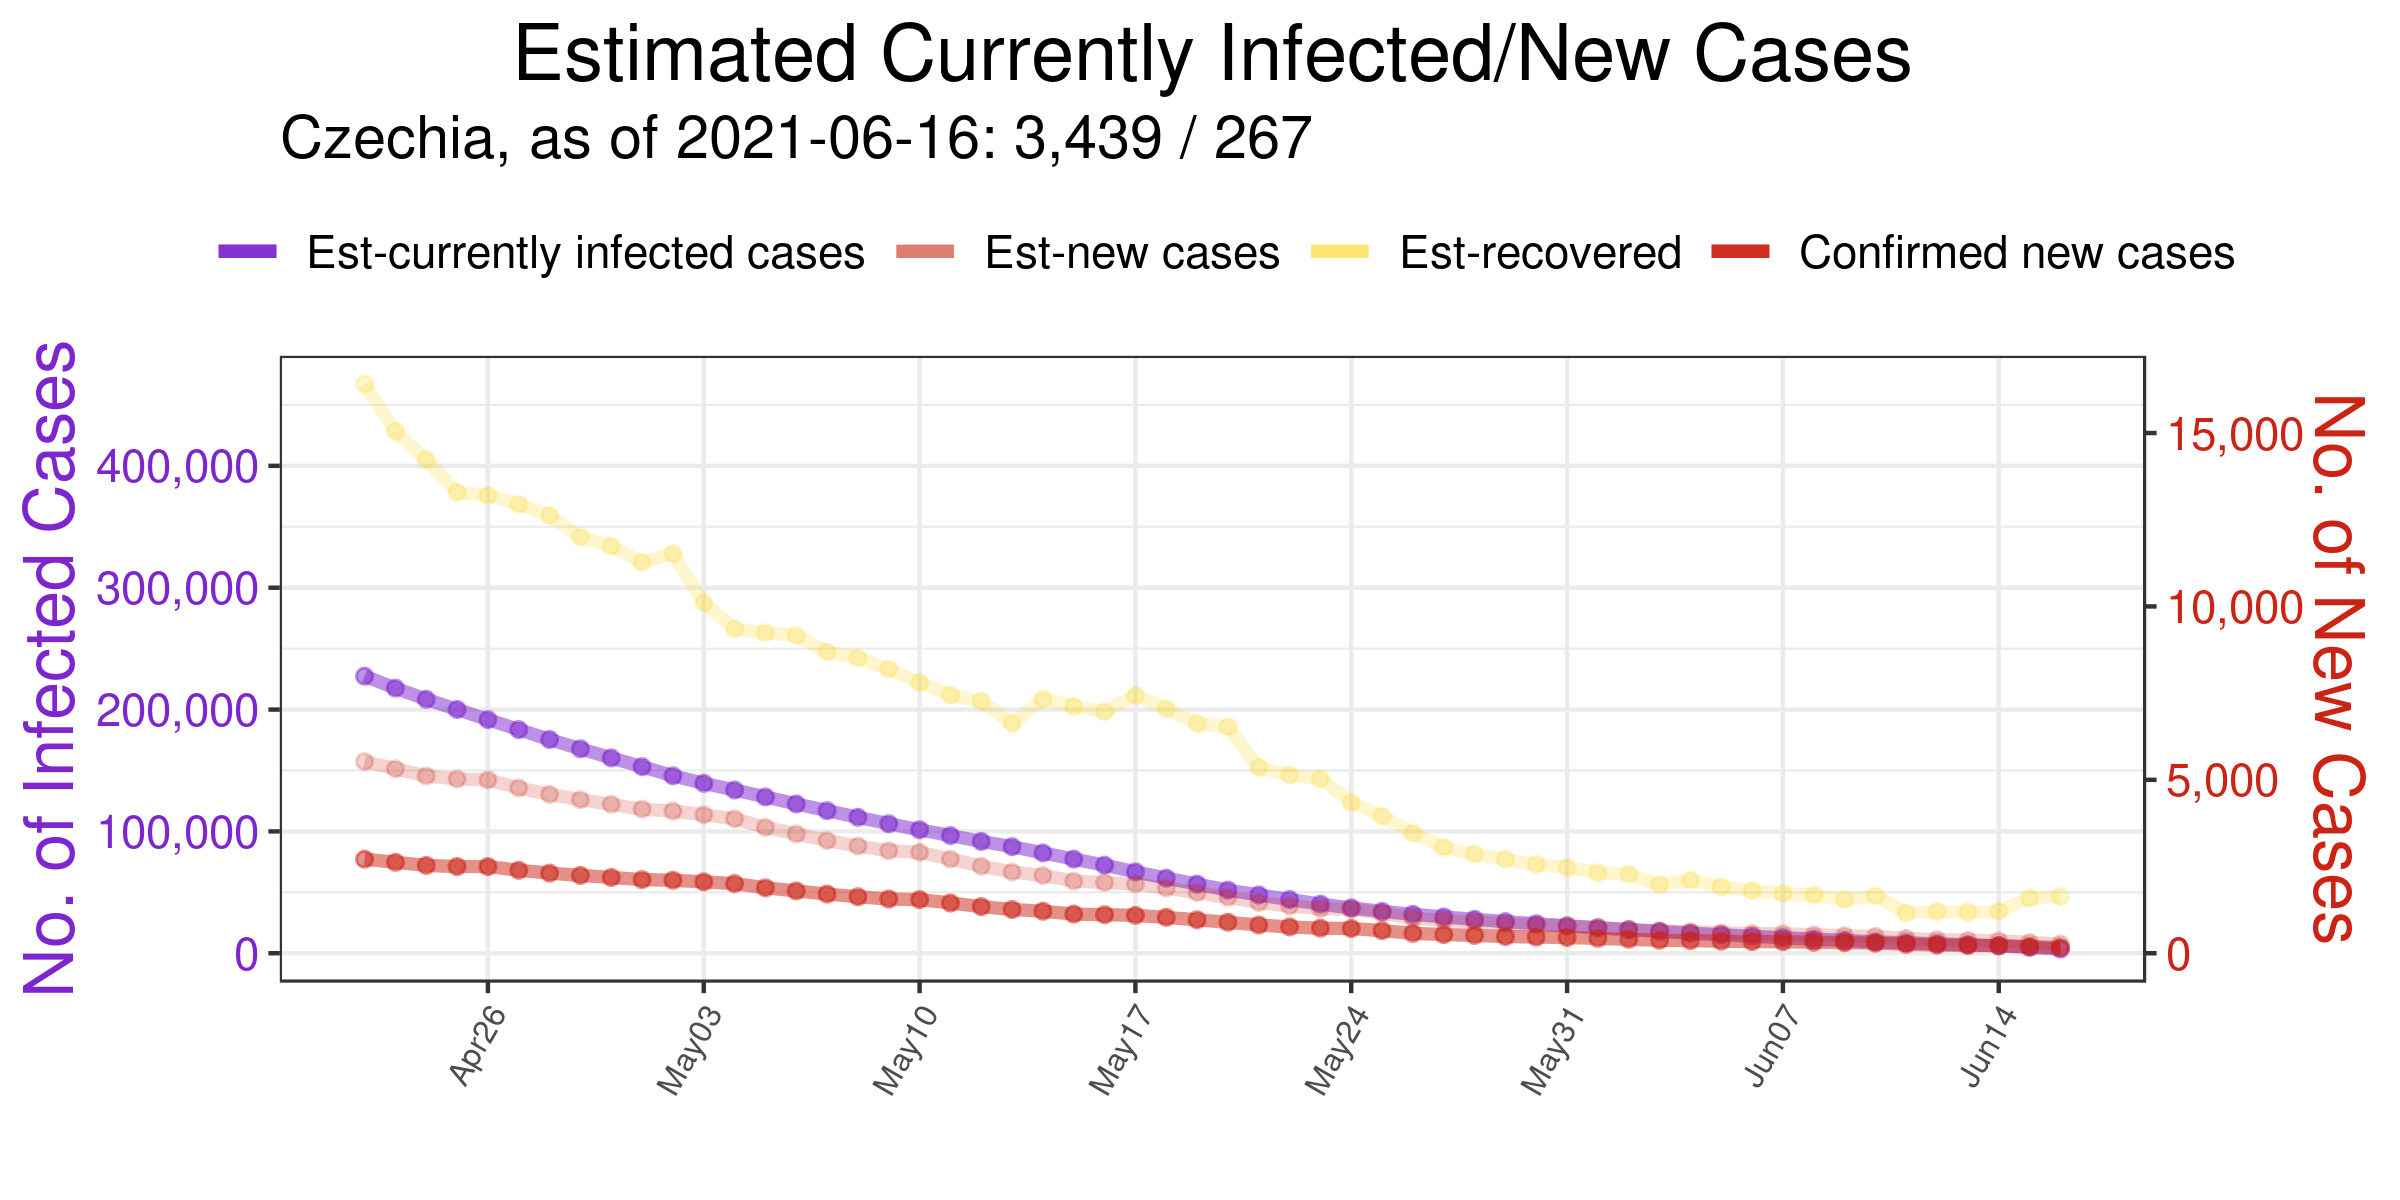 Estimated Currently Infected/New Cases
Czechia, as of 2021-06-16: 3,439 / 267
Est-currently infected cases
Est-new cases
Est-recovered
Confirmed new cases
No. of Infected Cases
400,000
300,000
200,000
100,000
0
15,000
10,000
5,000
0
No. of New Cases
Apr26
May03
May10
May17
May24
May31
Jun07
Jun14